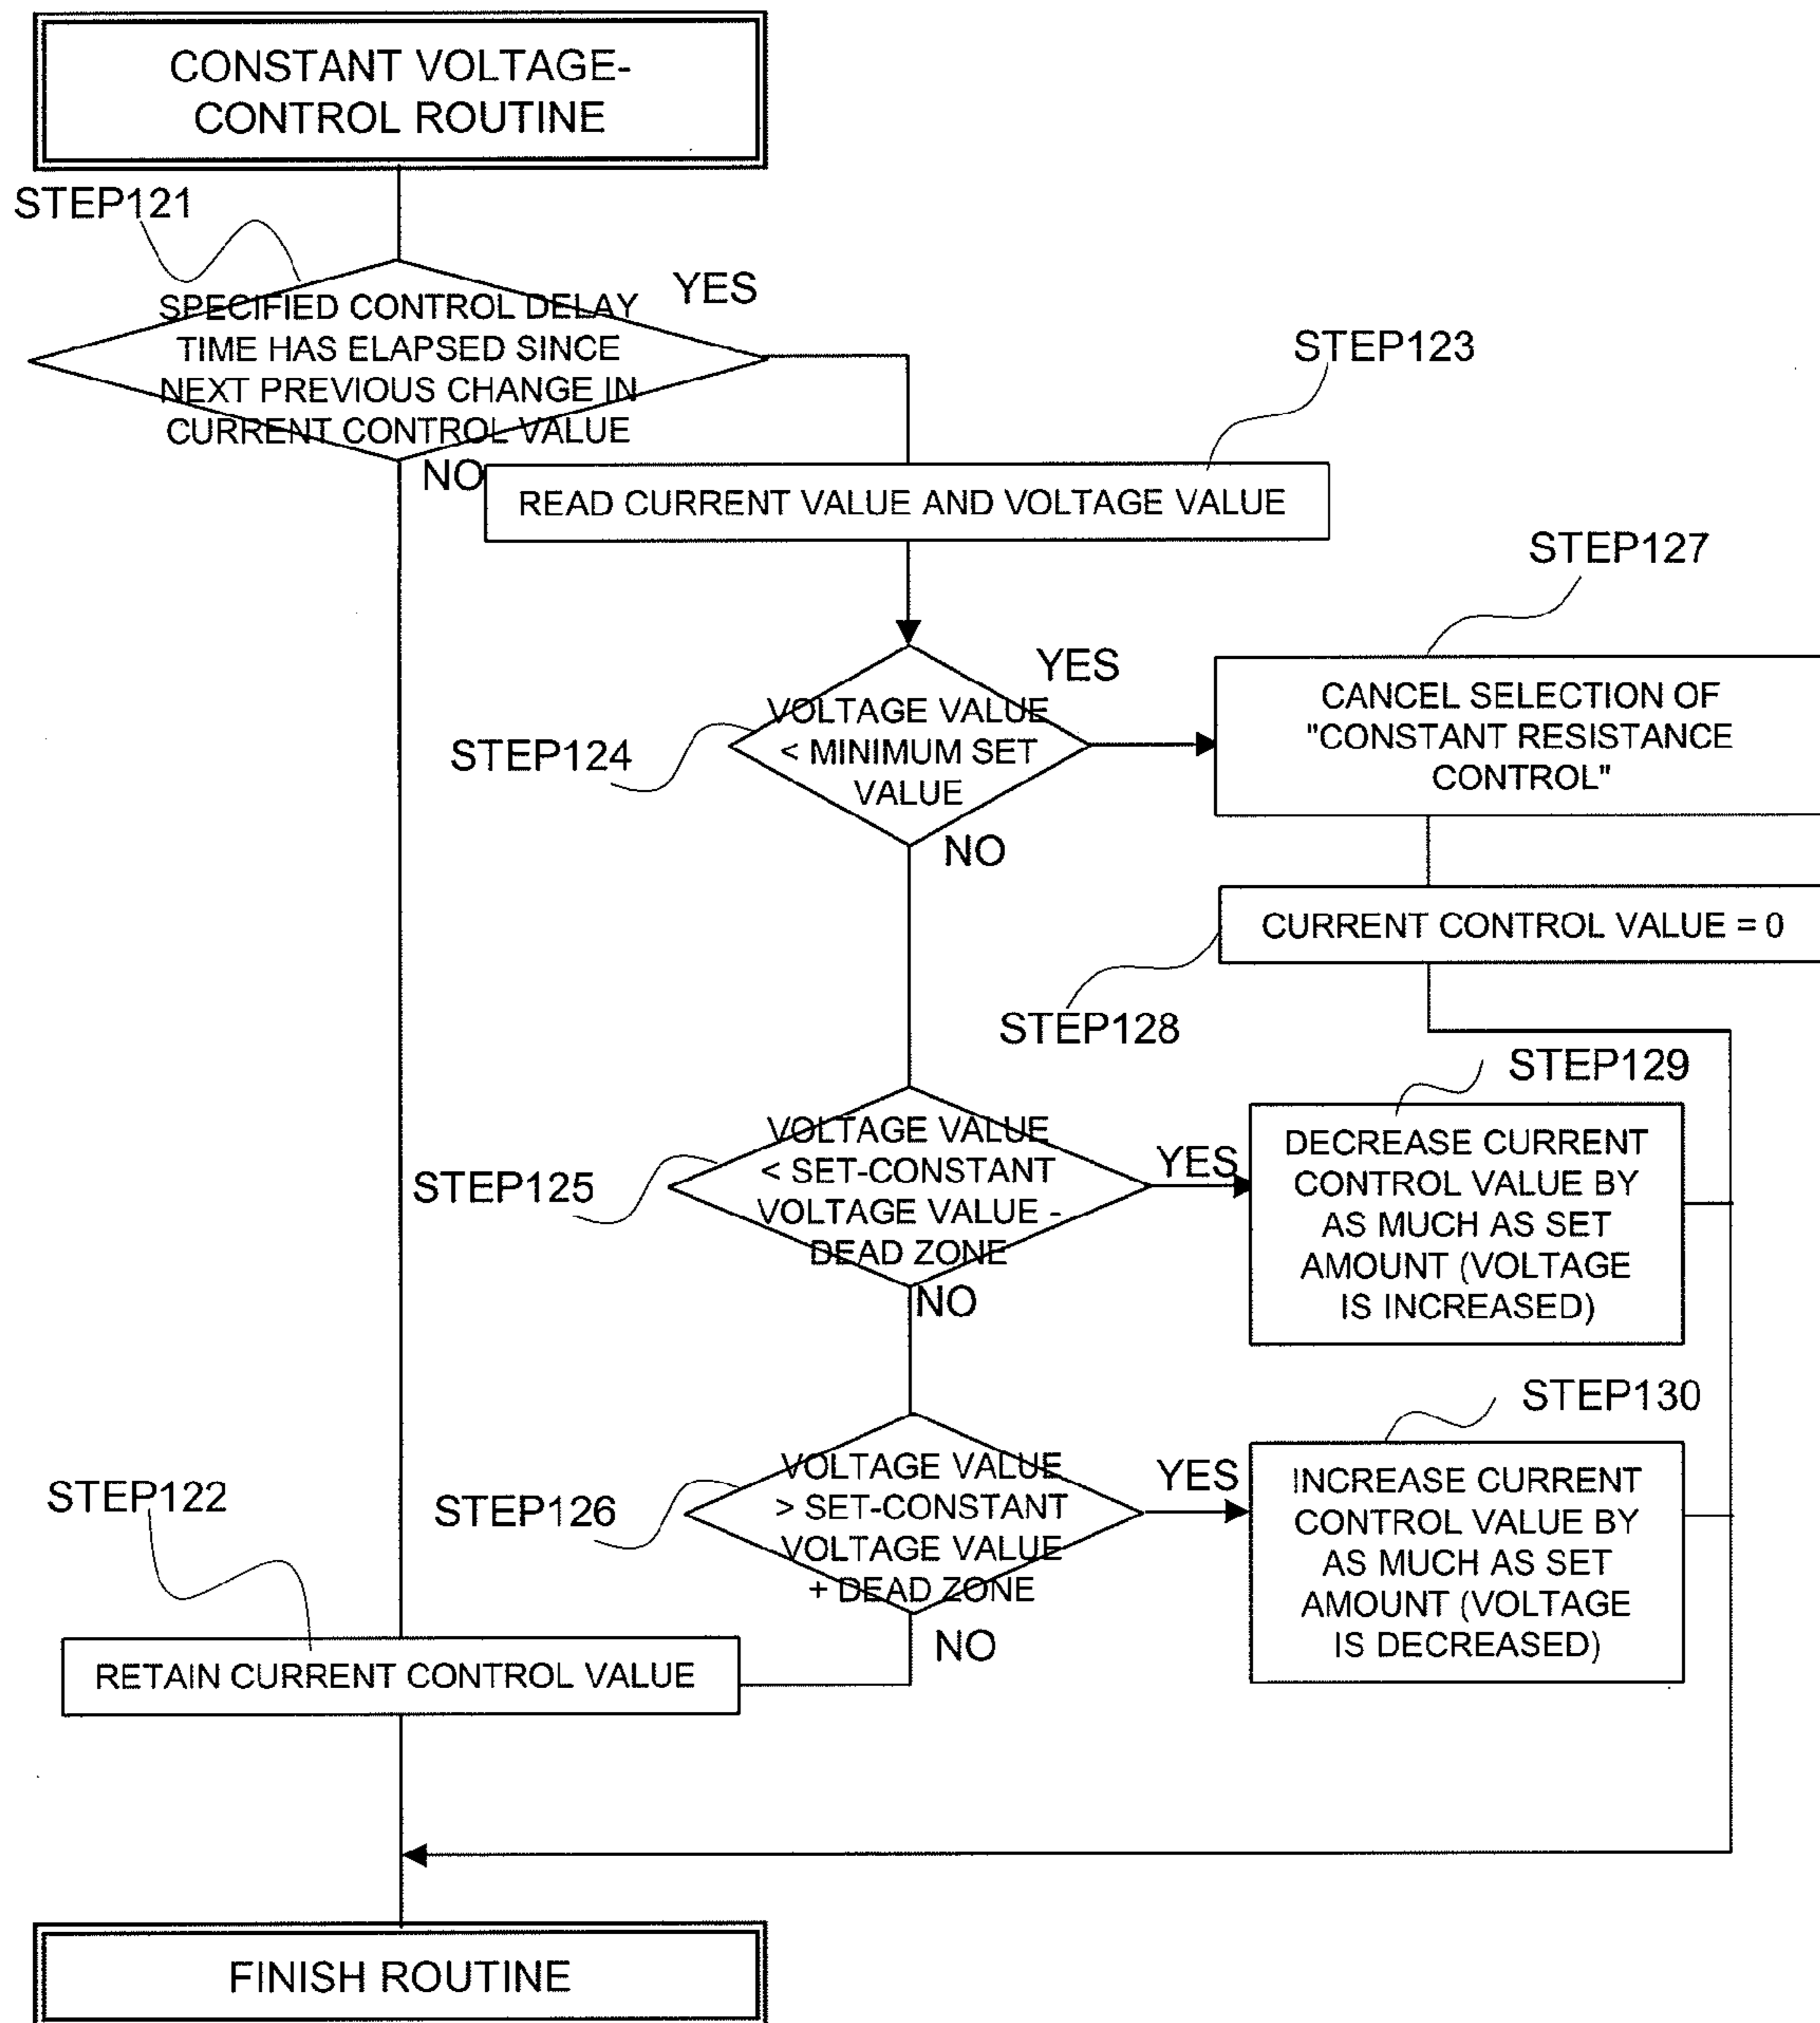 CONSTANT VOLTAGE-
CONTROL ROUTINE
STEP121
SPECIFIED CONTROL DELAY
TIME HAS ELAPSED SINCE
NEXT PREVIOUS CHANGE IN
CURRENT CONTROL VALUE
YES
NO
STEP123
READ CURRENT VALUE AND VOLTAGE VALUE
STEP124
VOLTAGE VALUE
< MINIMUM SET
VALUE
YES
NO
STEP127
CANCEL SELECTION OF
"CONSTANT RESISTANCE
CONTROL"
CURRENT CONTROL VALUE = 0
STEP128
STEP125
VOLTAGE VALUE
< SET-CONSTANT
VOLTAGE VALUE -
DEAD ZONE
YES
NO
STEP129
DECREASE CURRENT
CONTROL VALUE BY
AS MUCH AS SET
AMOUNT (VOLTAGE
IS INCREASED)
STEP126
VOLTAGE VALUE
> SET-CONSTANT
VOLTAGE VALUE
+ DEAD ZONE
YES
NO
STEP130
INCREASE CURRENT
CONTROL VALUE BY
AS MUCH AS SET
AMOUNT (VOLTAGE
IS DECREASED)
STEP122
RETAIN CURRENT CONTROL VALUE
FINISH ROUTINE